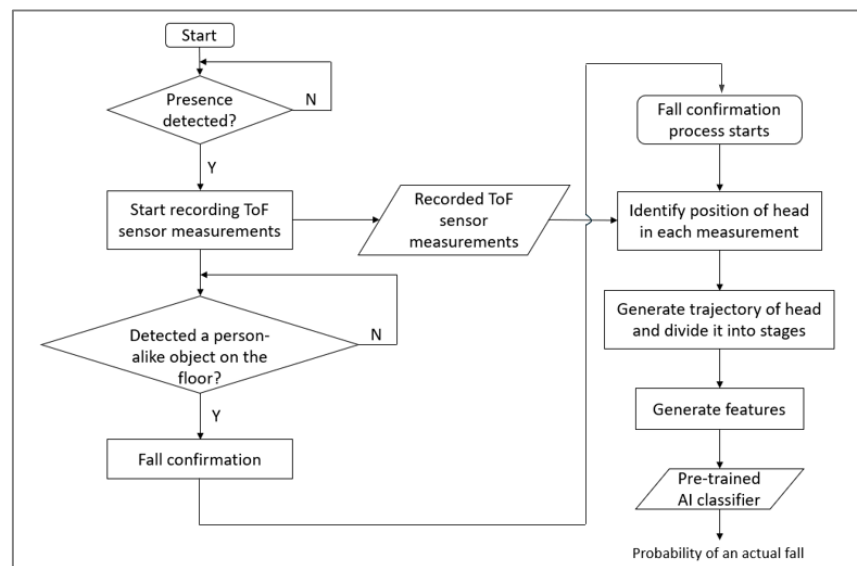 Start
Presence
detected?
N
Y
Start recording ToF
sensor measurements
Recorded ToF
sensor
measurements
Detected a person-
alike object on the
floor?
N
Y
Fall confirmation
Fall confirmation
process starts
Identify position of head
in each measurement
Generate trajectory of head
and divide it into stages
Generate features
Pre-trained
AI classifier
Probability of an actual fall